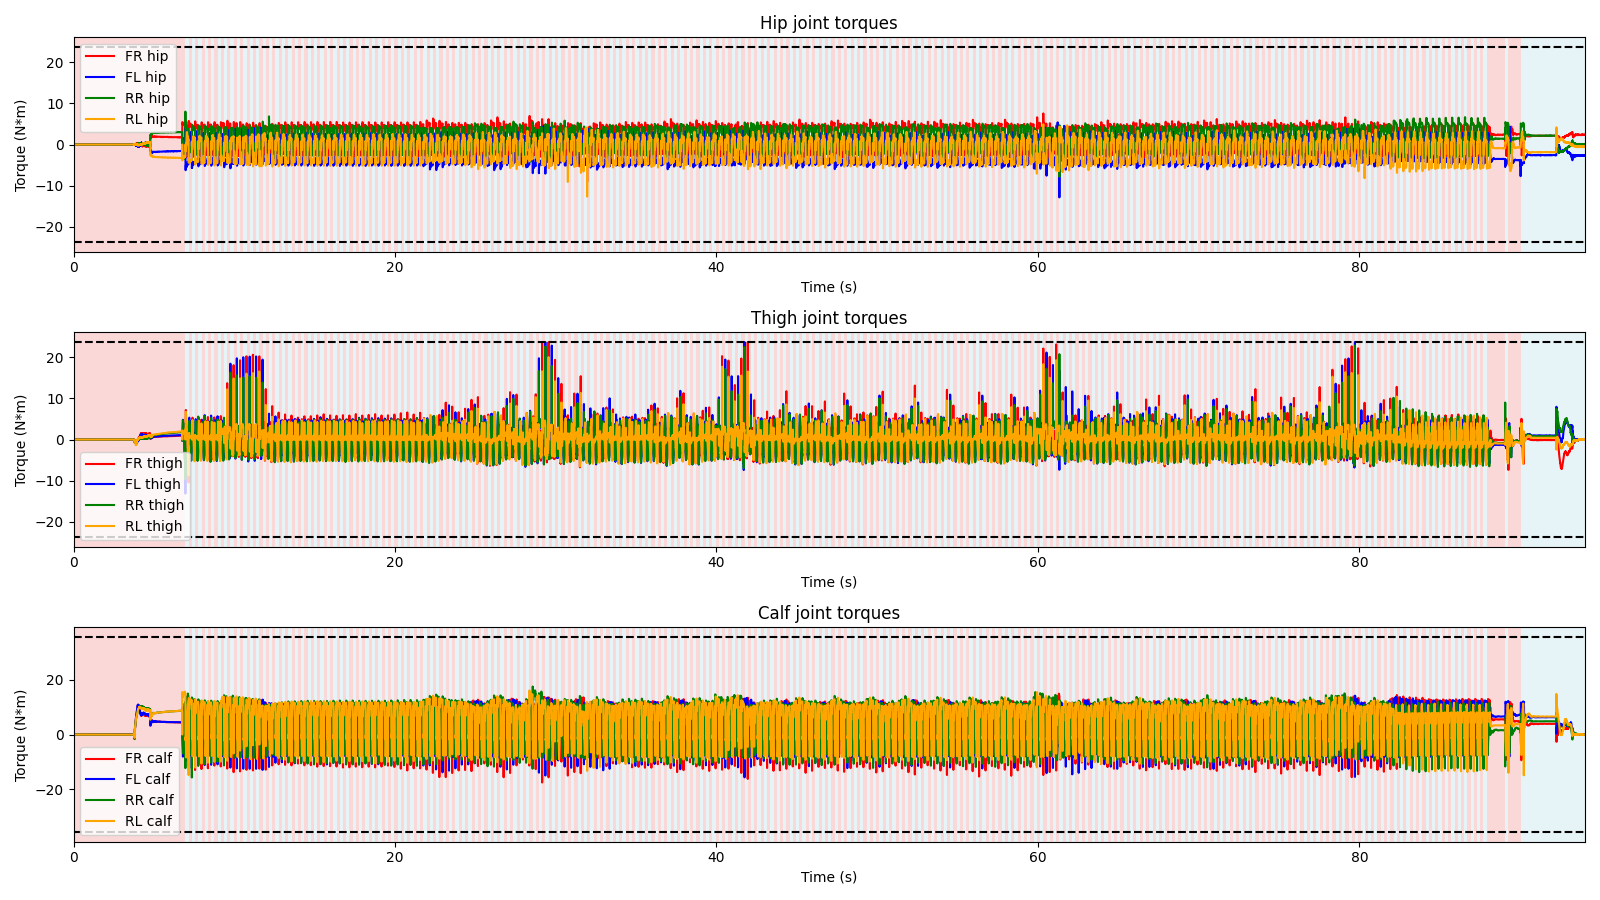 Hip joint torques
Torque (N*m)
20
10
0
−10
−20
FR hip
FL hip
RR hip
RL hip
0
20
40
60
80
Time (s)
Thigh joint torques
Torque (N*m)
20
10
0
−10
−20
FR thigh
FL thigh
RR thigh
RL thigh
0
20
40
60
80
Time (s)
Calf joint torques
Torque (N*m)
20
0
−20
FR calf
FL calf
RR calf
RL calf
0
20
40
60
80
Time (s)